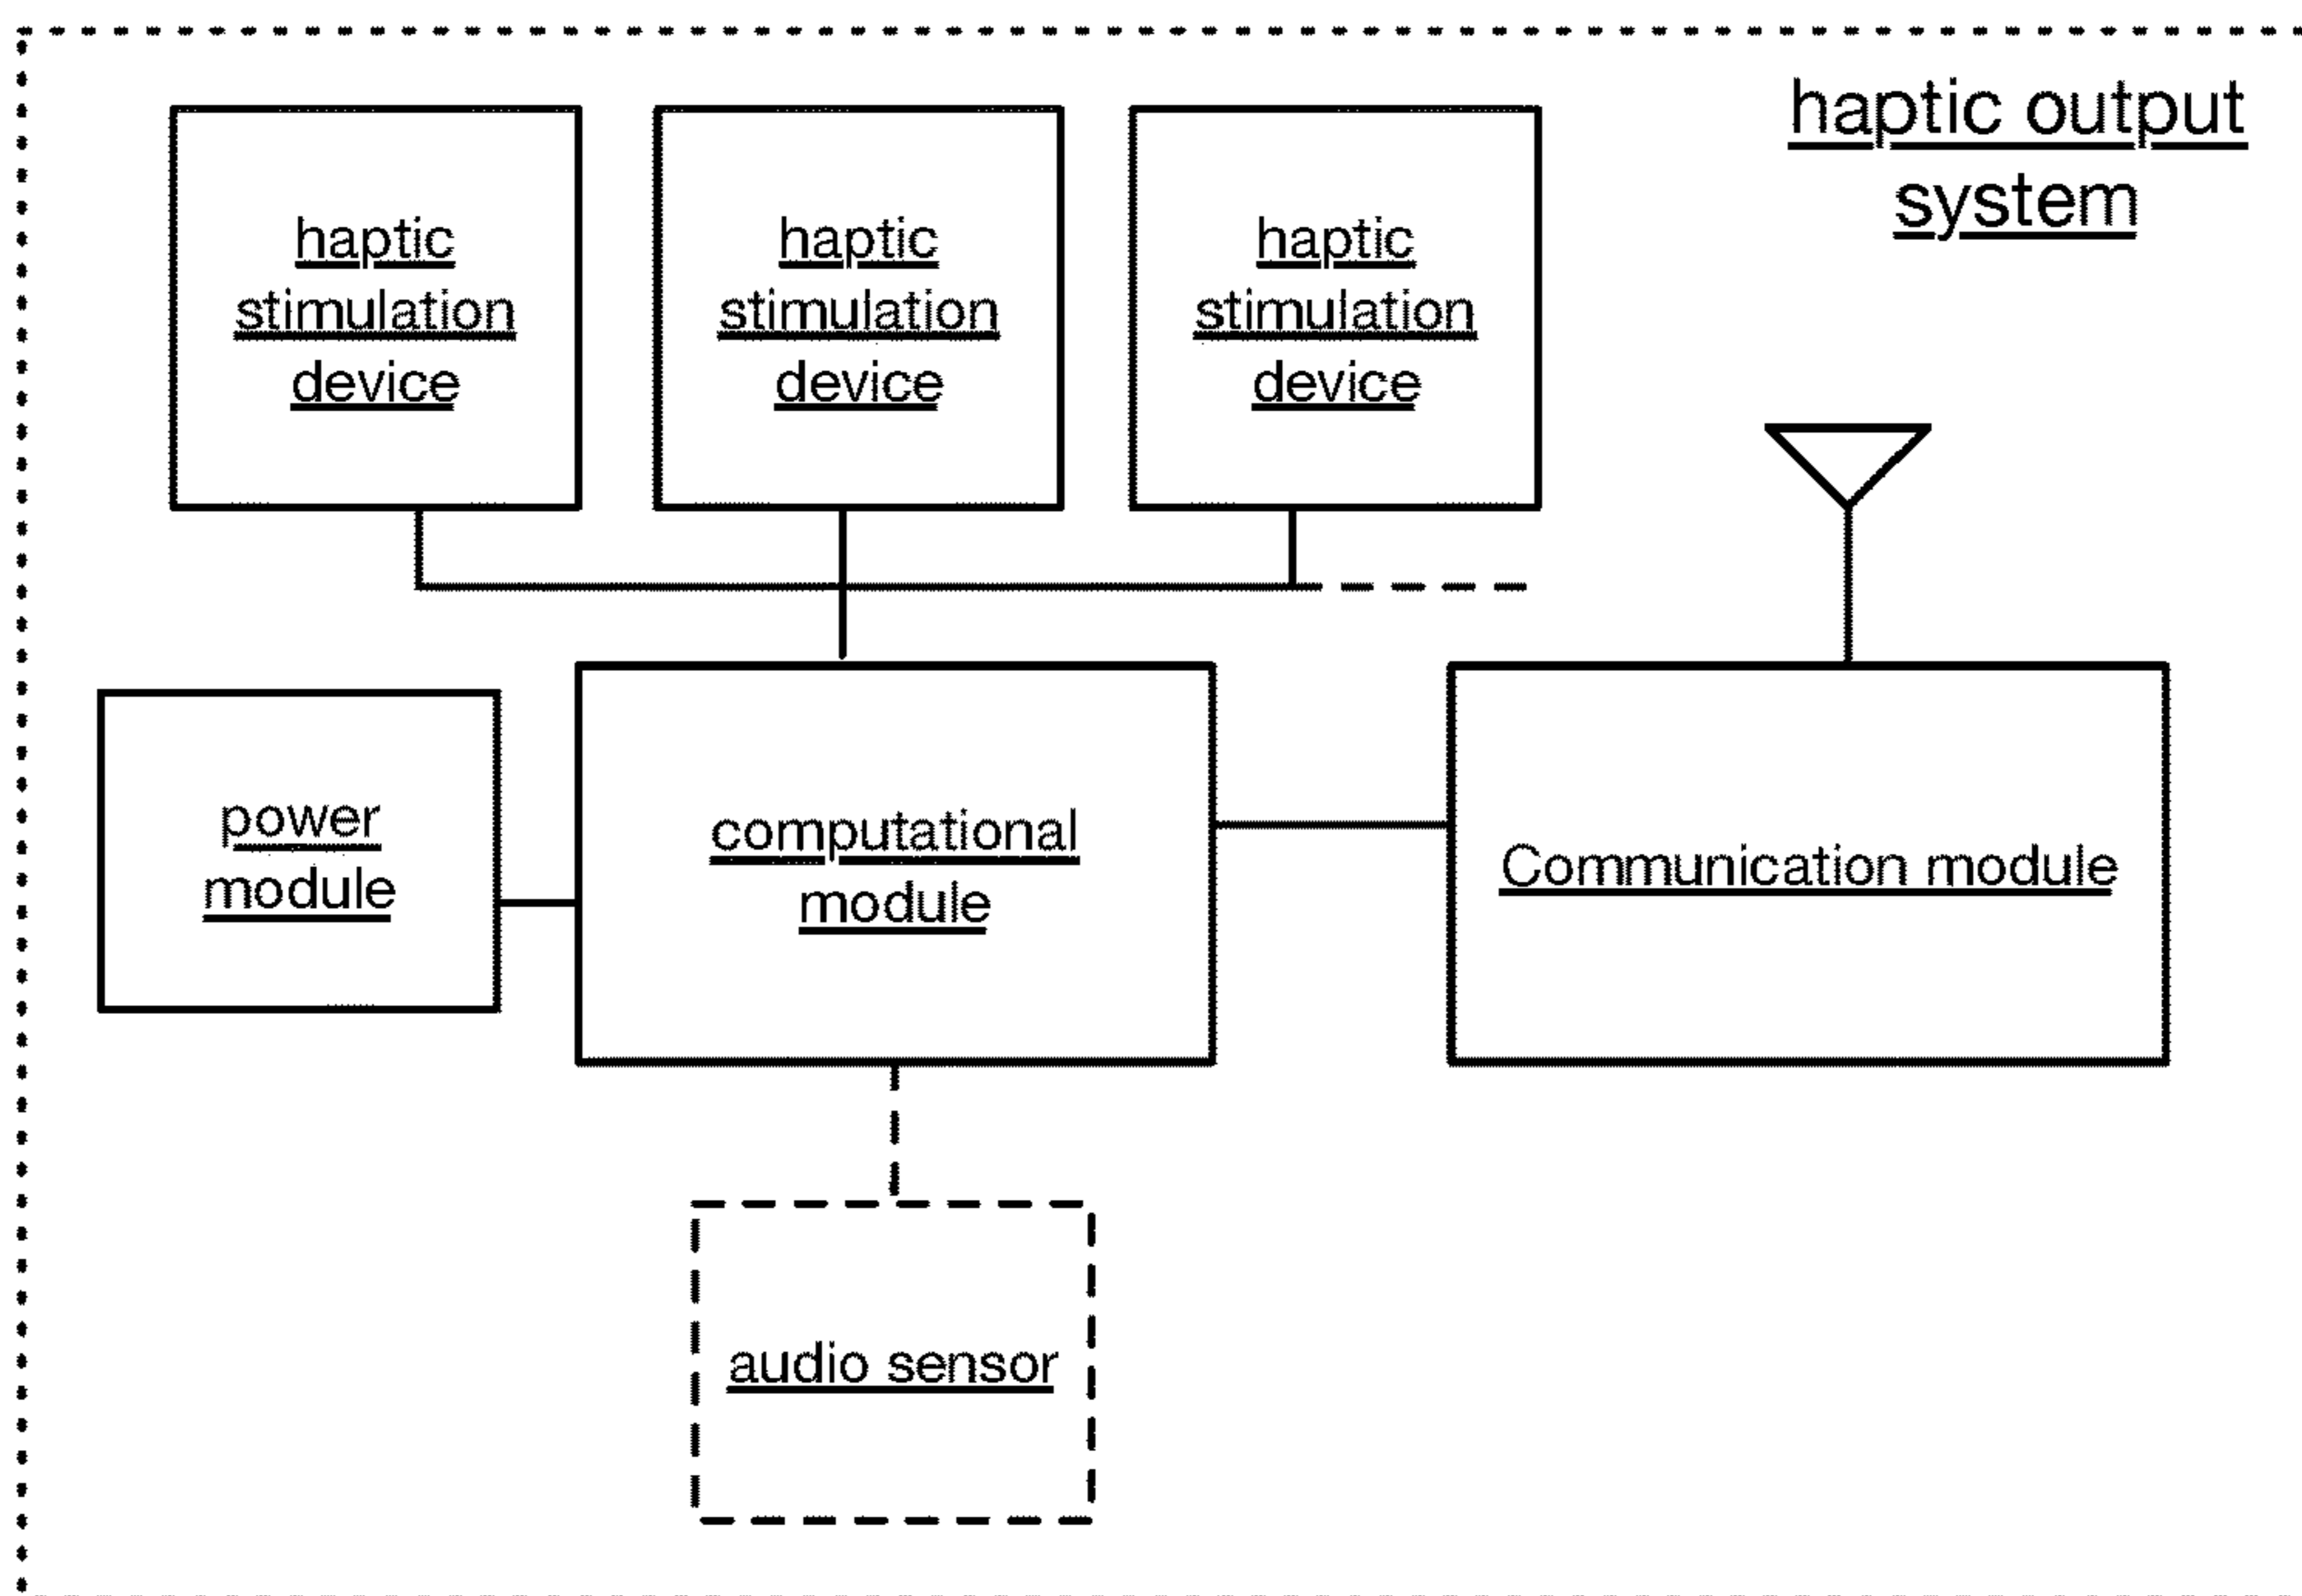 haptic output
system
haptic
stimulation
device
haptic
stimulation
device
haptic
stimulation
device
power
module
computational
module
Communication module
audio sensor